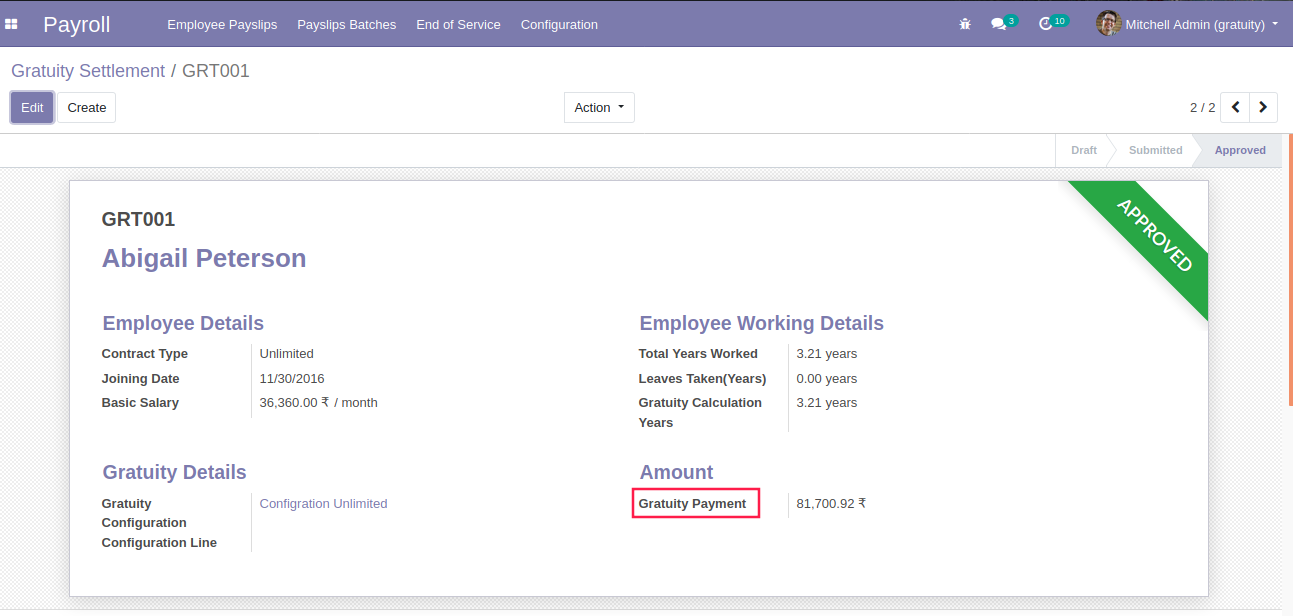 Payroll Employee Payslips Payslips Batches End of Service Configuration 3 10 Mitchell Admin (gratuity)
Gratuity Settlement / GRT001
Edit Create Action 2 / 2
Draft Submitted Approved
APPROVED
GRT001
Abigail Peterson
Employee Details
Contract Type Unlimited
Joining Date 11/30/2016
Basic Salary 36,360.00 ₹ / month
Employee Working Details
Total Years Worked 3.21 years
Leaves Taken(Years) 0.00 years
Gratuity Calculation 3.21 years
Years
Gratuity Details
Gratuity Configration Unlimited
Configuration
Configuration Line
Amount
Gratuity Payment 81,700.92 ₹